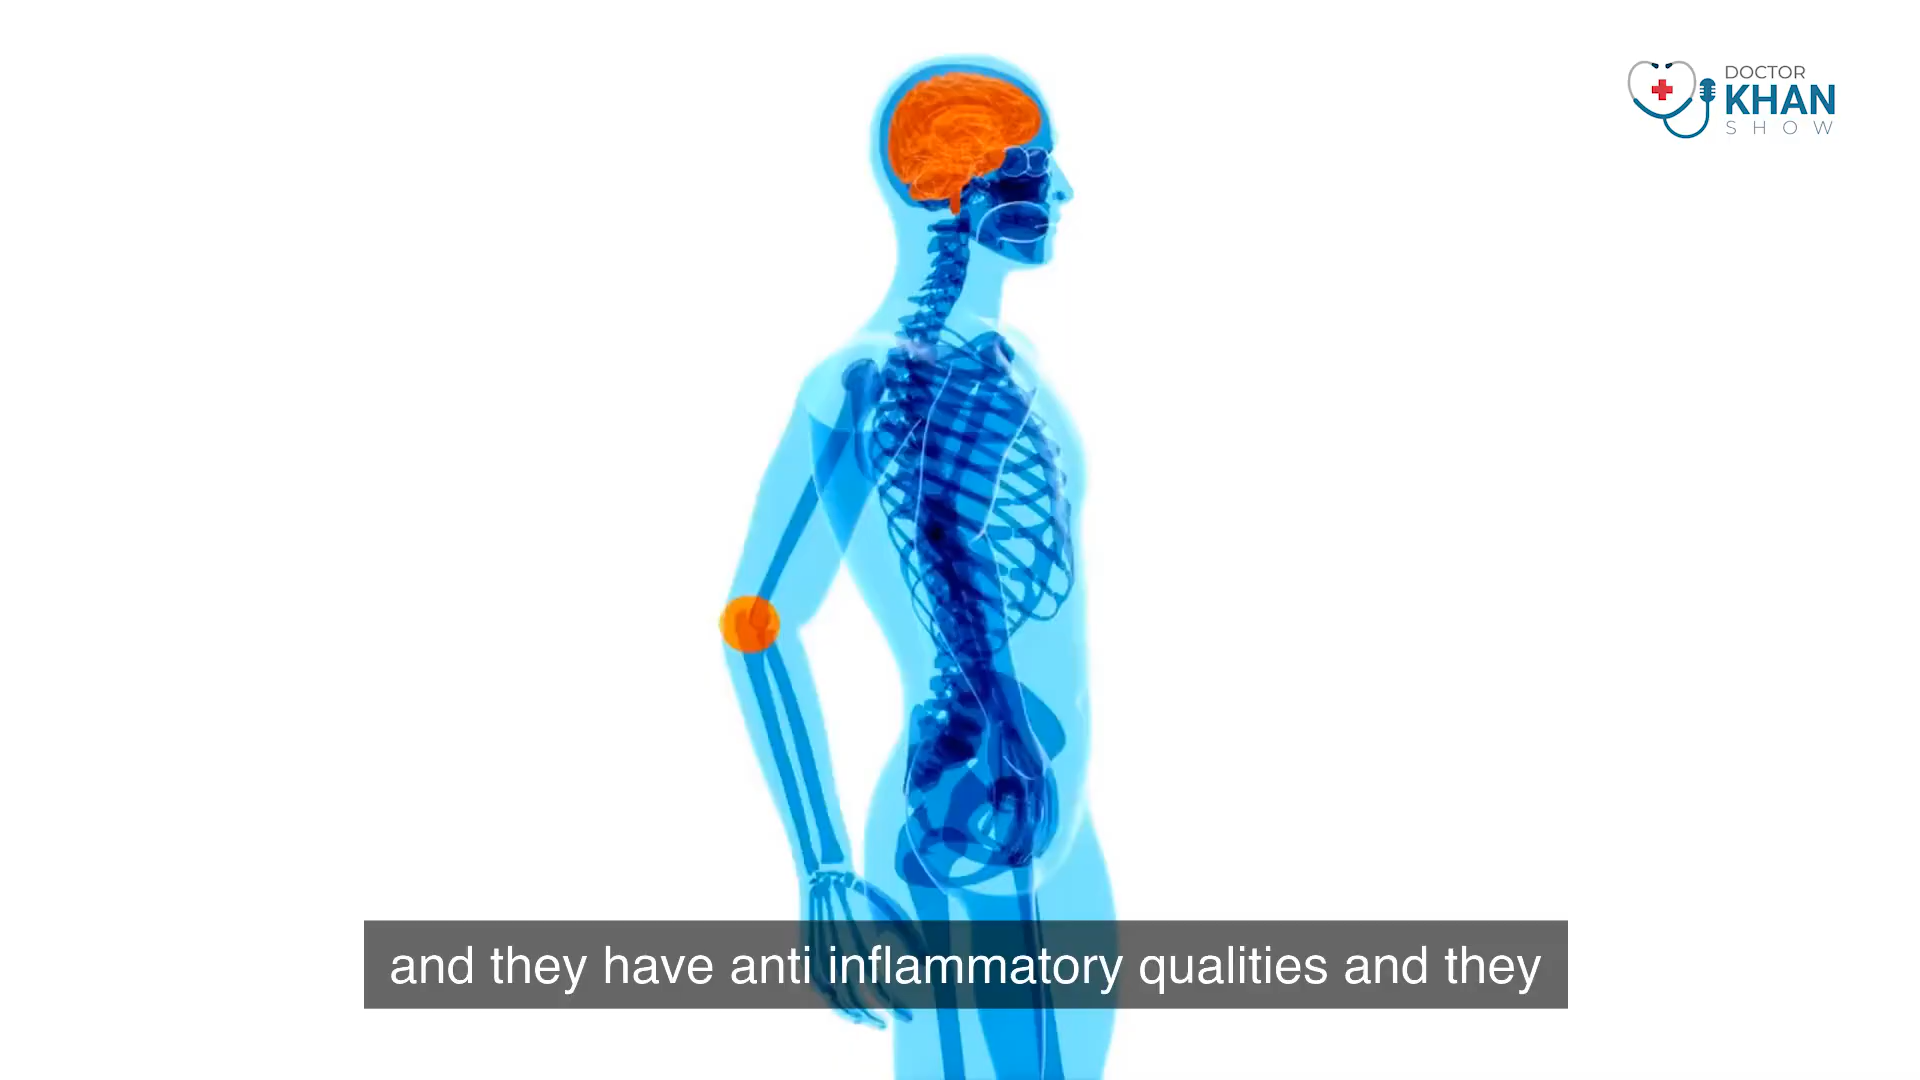 DOCTOR
KHAN
SHOW
and they have anti inflammatory qualities and they